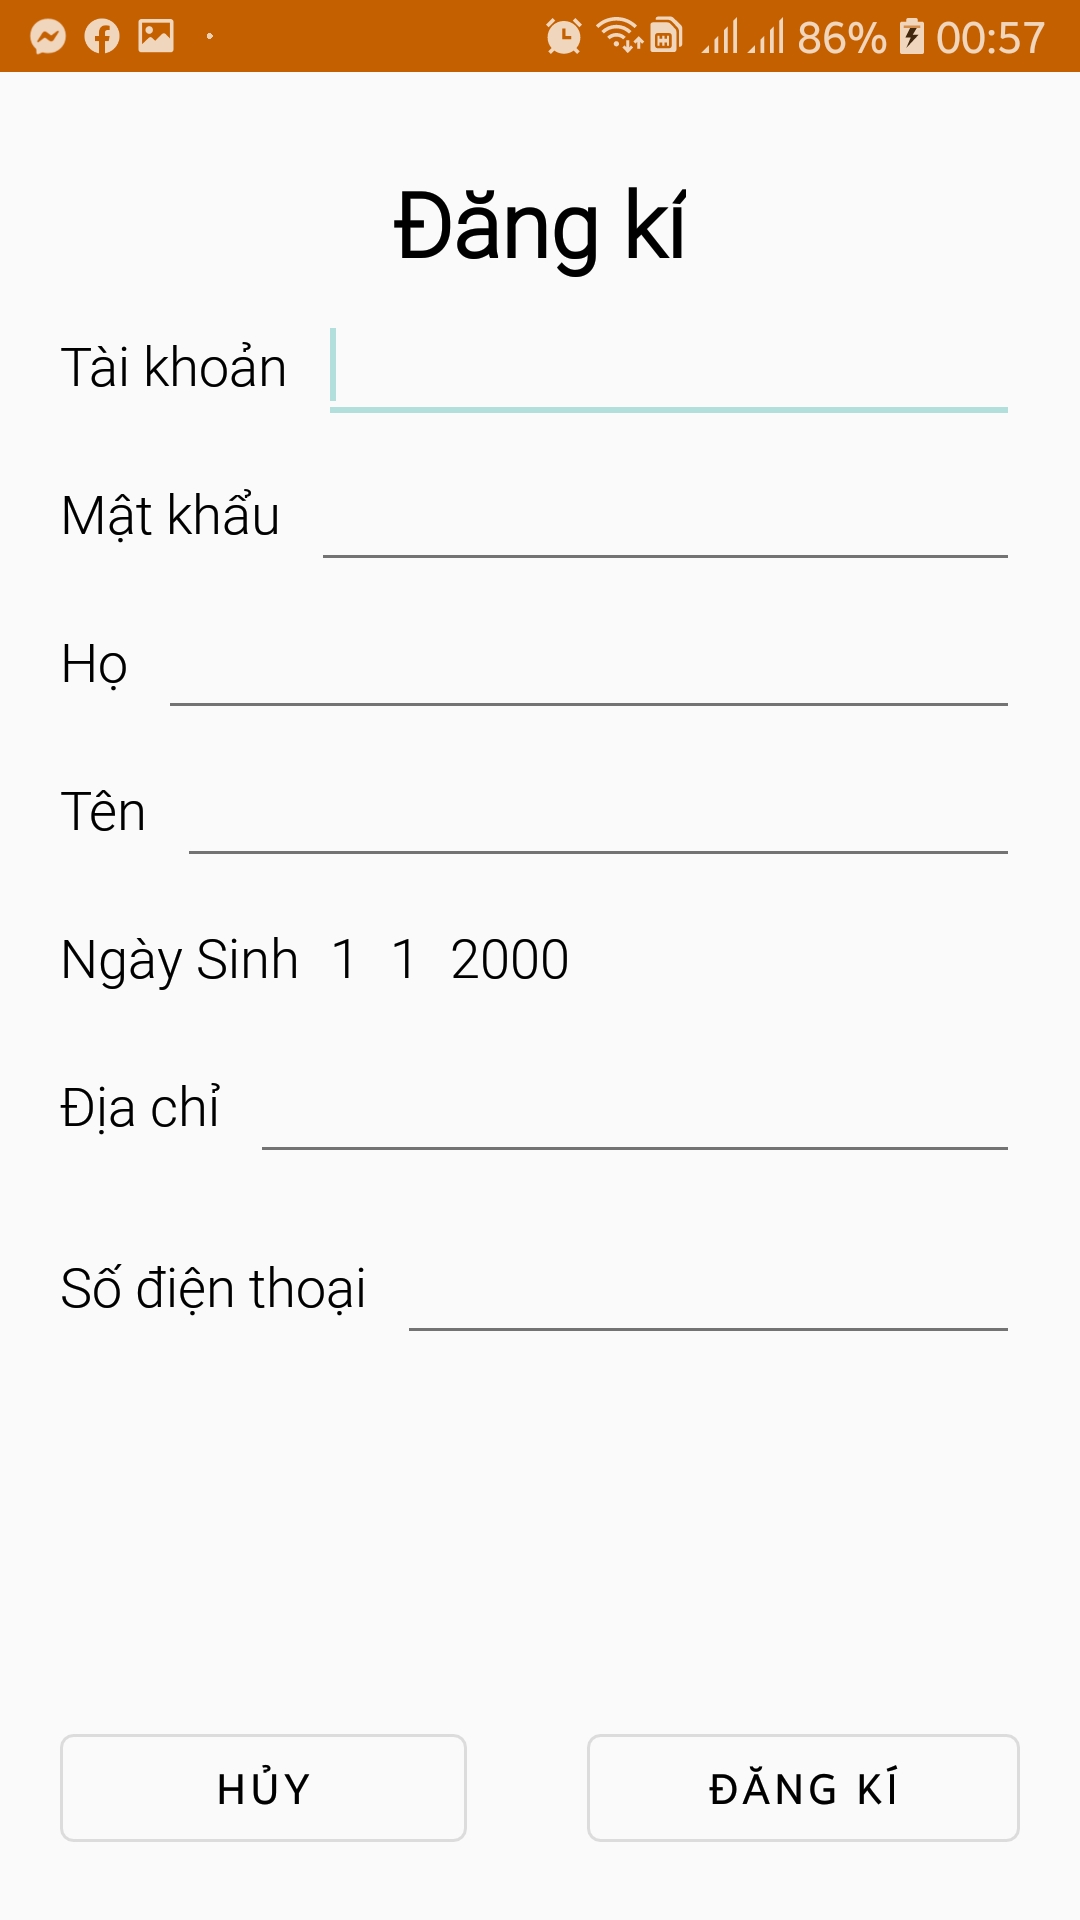 86% 00:57
Đăng kí
Tài khoản
Mật khẩu
Họ
Tên
Ngày Sinh 1 1 2000
Địa chỉ
Số điện thoại
HỦY ĐĂNG KÍ